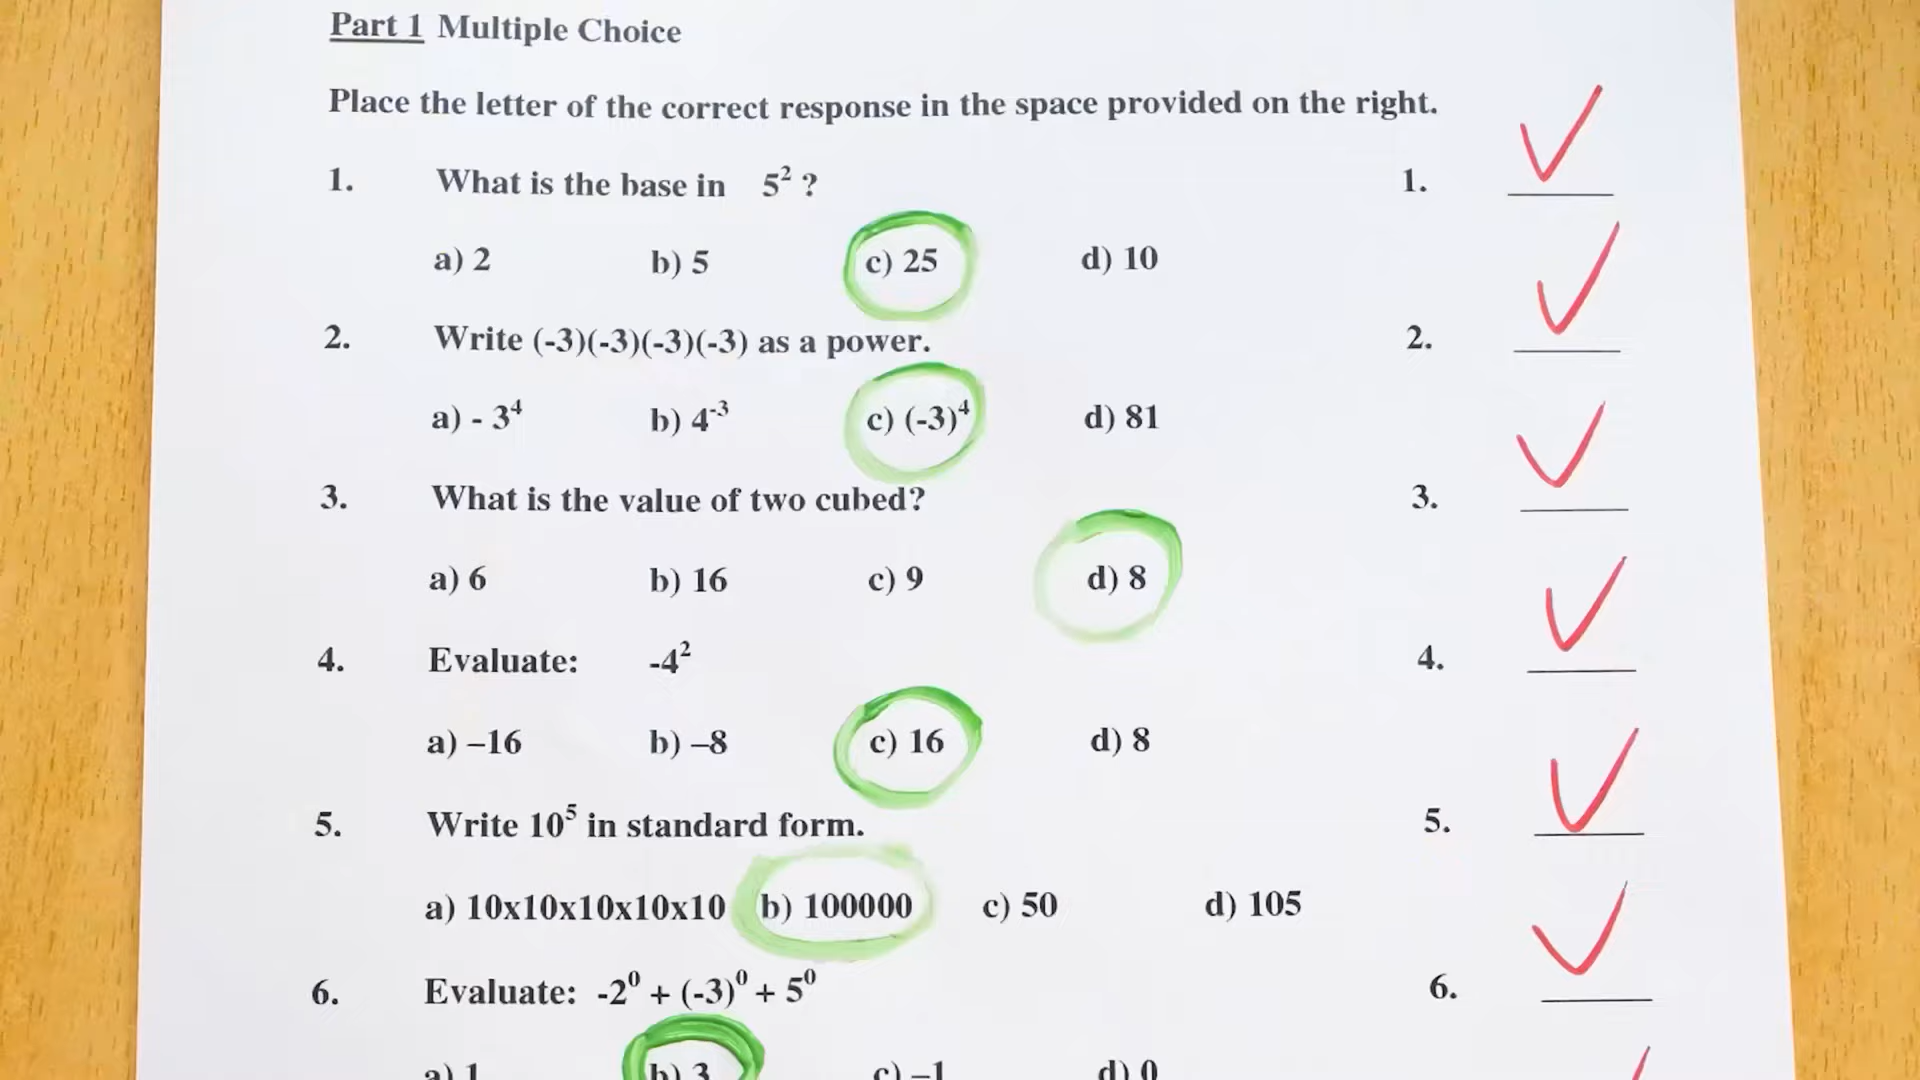 Part 1 Multiple Choice
Place the letter of the correct response in the space provided on the right.
1. What is the base in 5² ? 1.
a) 2 b) 5 c) 25 d) 10
2. Write (-3)(-3)(-3)(-3) as a power. 2.
a) - 3⁴ b) 4⁻³ c) (-3)⁴ d) 81
3. What is the value of two cubed? 3.
a) 6 b) 16 c) 9 d) 8
4. Evaluate: -4² 4.
a) –16 b) –8 c) 16 d) 8
5. Write 10⁵ in standard form. 5.
a) 10x10x10x10x10 b) 100000 c) 50 d) 105
6. Evaluate: -2⁰ + (-3)⁰ + 5⁰ 6.
a) 1 b) 3 c) –1 d) 0